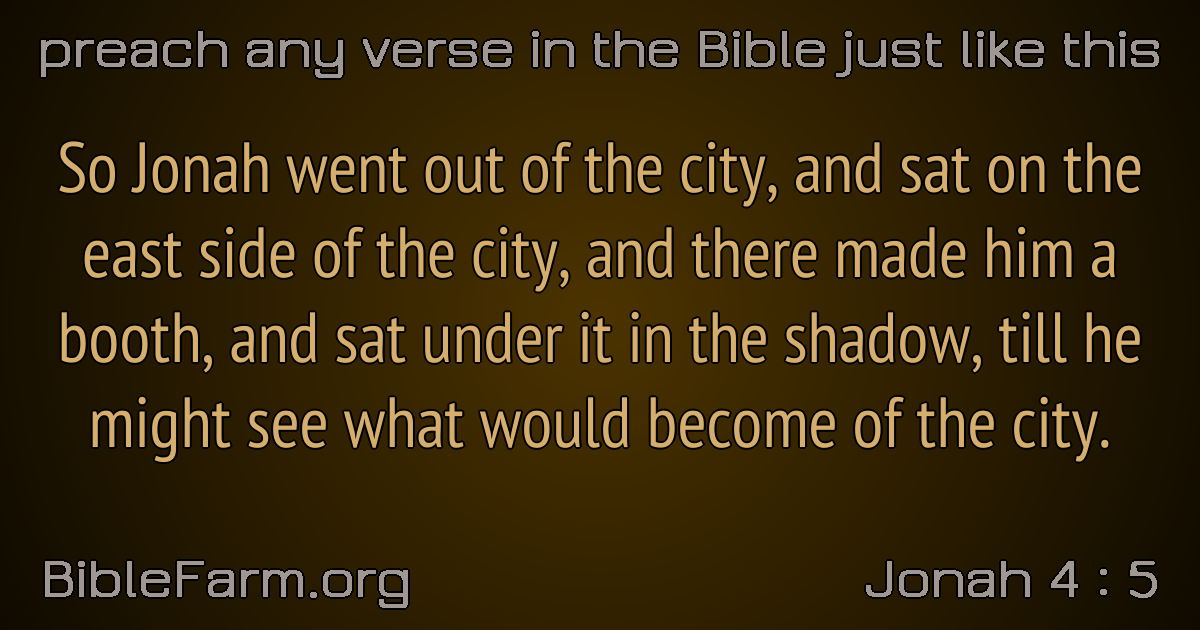 preach any verse in the Bible just like this
So Jonah went out of the city, and sat on the
east side of the city, and there made him a
booth, and sat under it in the shadow, till he
might see what would become of the city.
BibleFarm.org
Jonah 4 : 5